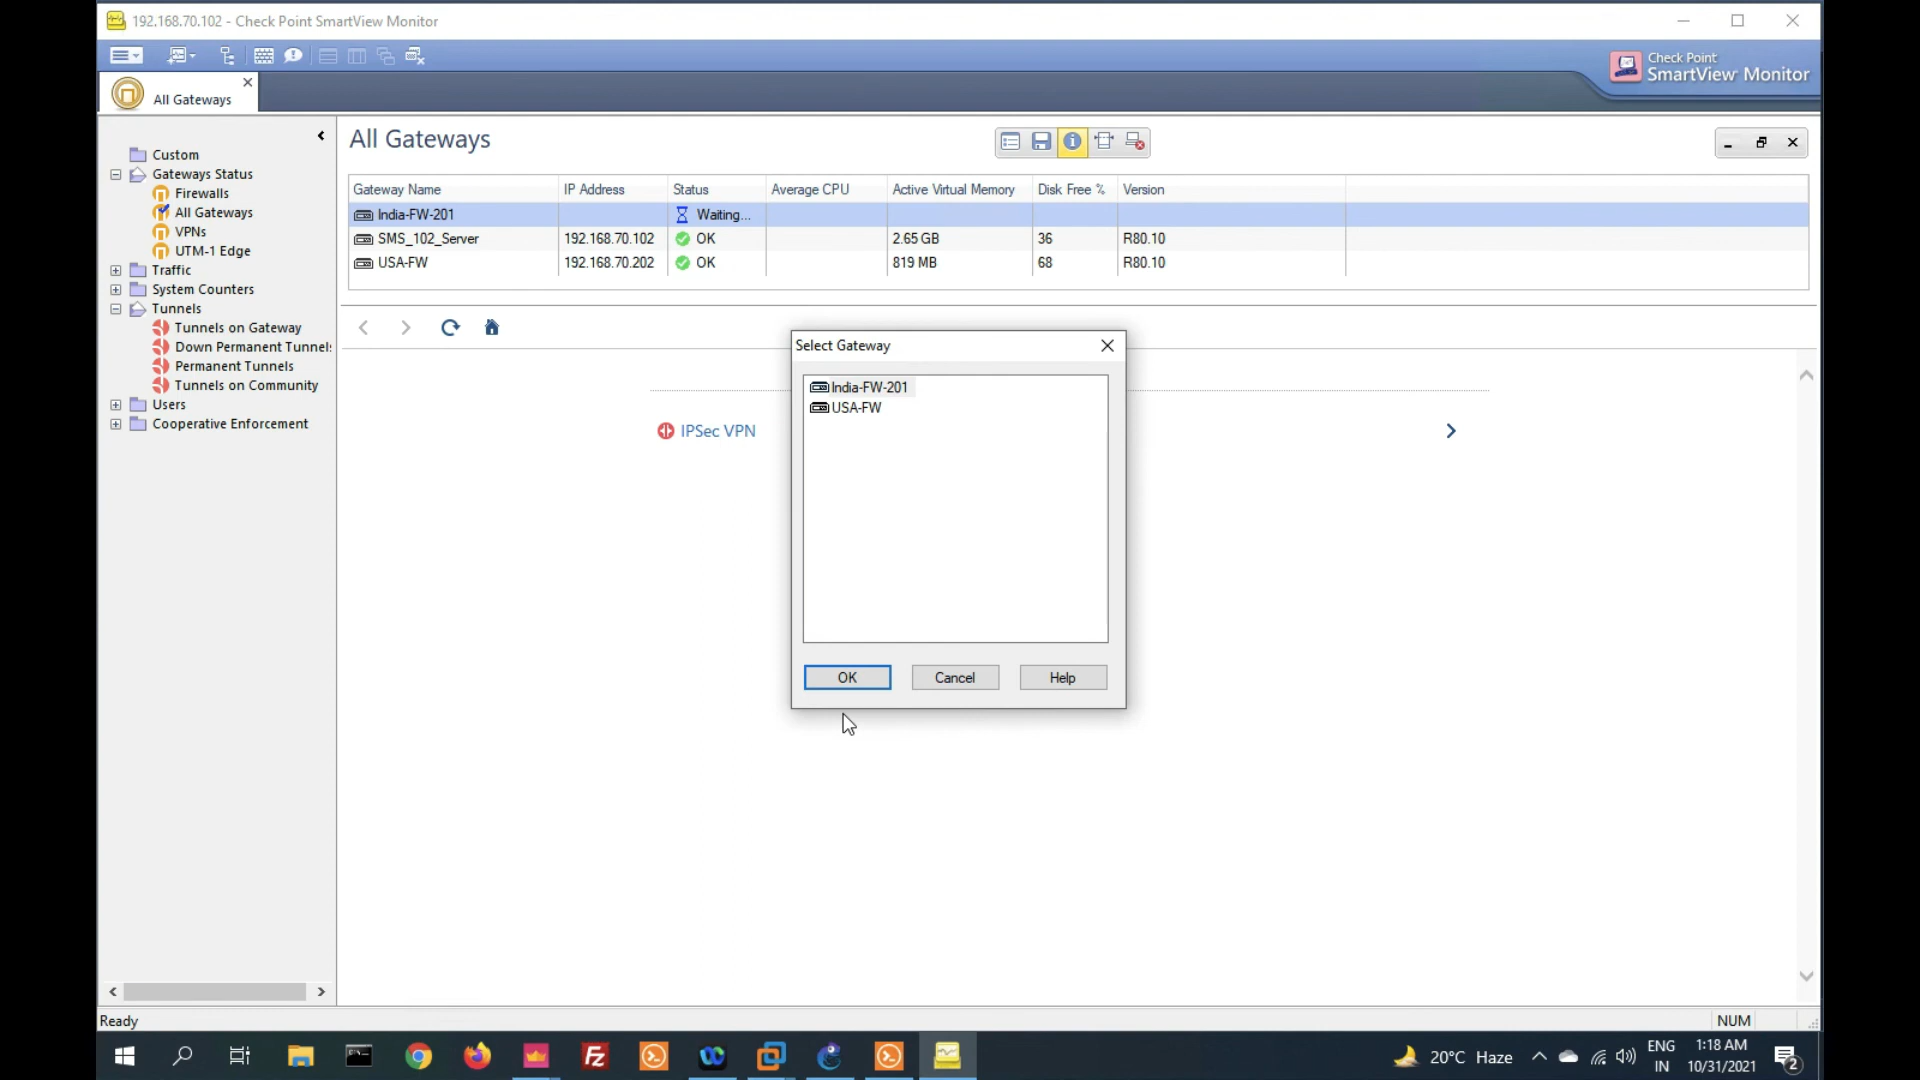 192.168.70.102 - Check Point SmartView Monitor
Check Point
SmartView Monitor
All Gateways
Custom
Gateways Status
Firewalls
All Gateways
VPNs
UTM-1 Edge
Traffic
System Counters
Tunnels
Tunnels on Gateway
Down Permanent Tunnel
Permanent Tunnels
Tunnels on Community
Users
Cooperative Enforcement
All Gateways
Gateway Name IP Address Status Average CPU Active Virtual Memory Disk Free % Version
India-FW-201 Waiting...
SMS_102_Server 192.168.70.102 OK 2.65 GB 36 R80.10
USA-FW 192.168.70.202 OK 819 MB 68 R80.10
IPSec VPN
Select Gateway
India-FW-201
USA-FW
OK Cancel Help
Ready
NUM
20°C Haze
ENG
IN
1:18 AM
10/31/2021
2